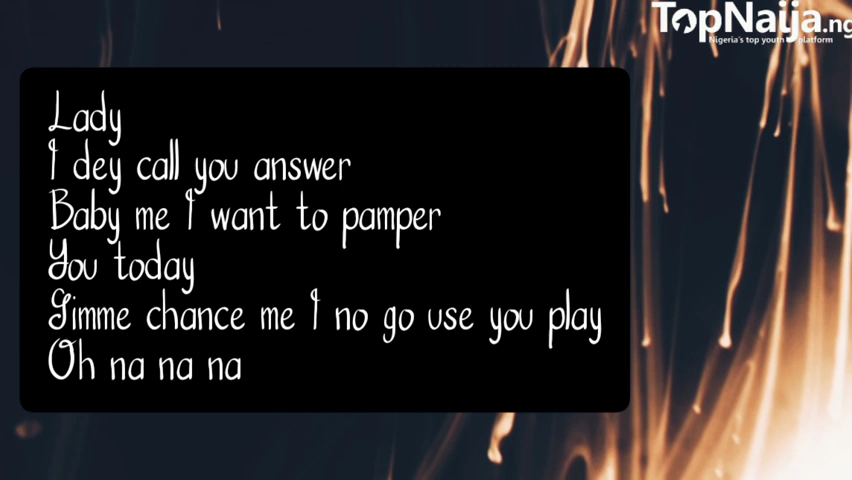 TopNaija.ng
Nigeria's top youth platform
Lady
I dey call you answer
Baby me I want to pamper
You today
Gimme chance me I no go use you play
Oh na na na